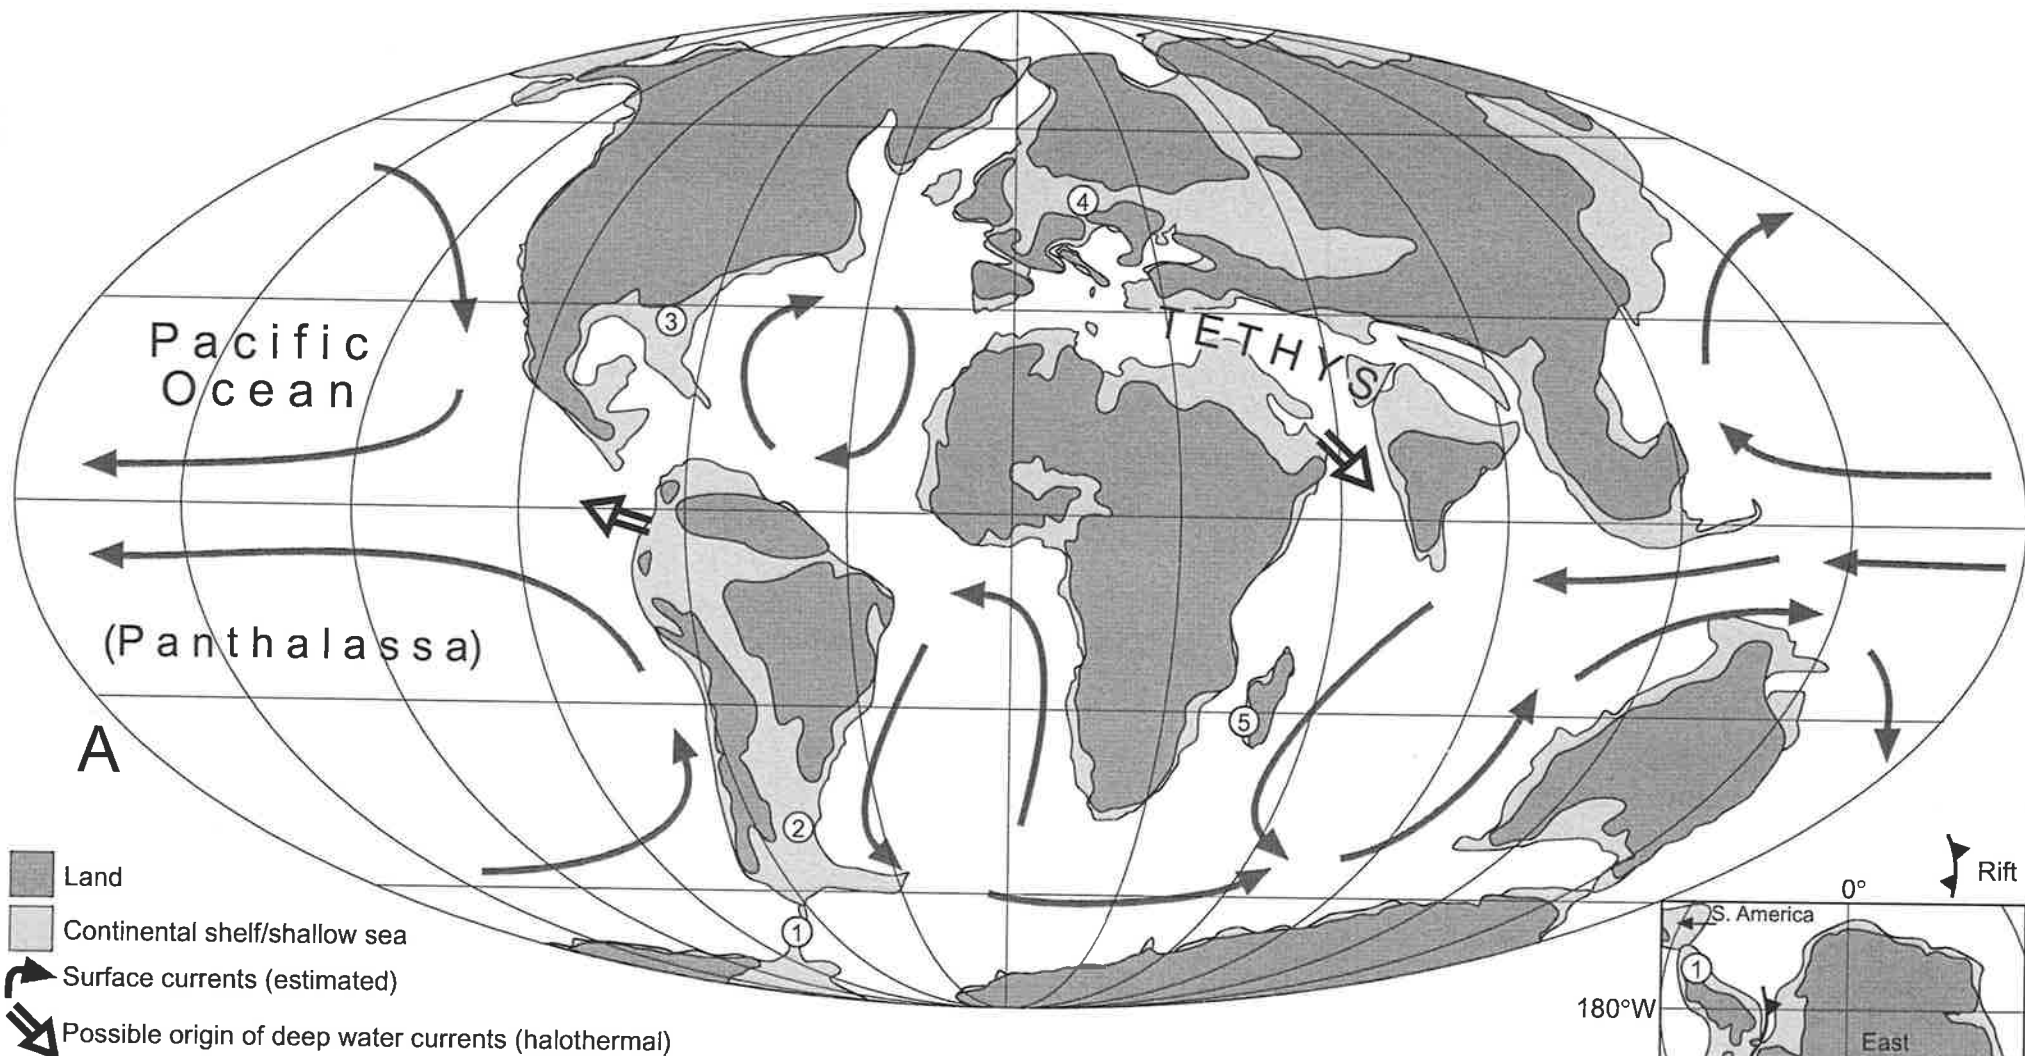 4
3
TETHYS
Pacific
Ocean
(Panthalassa)
5
A
2
Land
Rift
0°
Continental shelf/shallow sea
1
S. America
Surface currents (estimated)
1
180°W
Possible origin of deep water currents (halothermal)
East